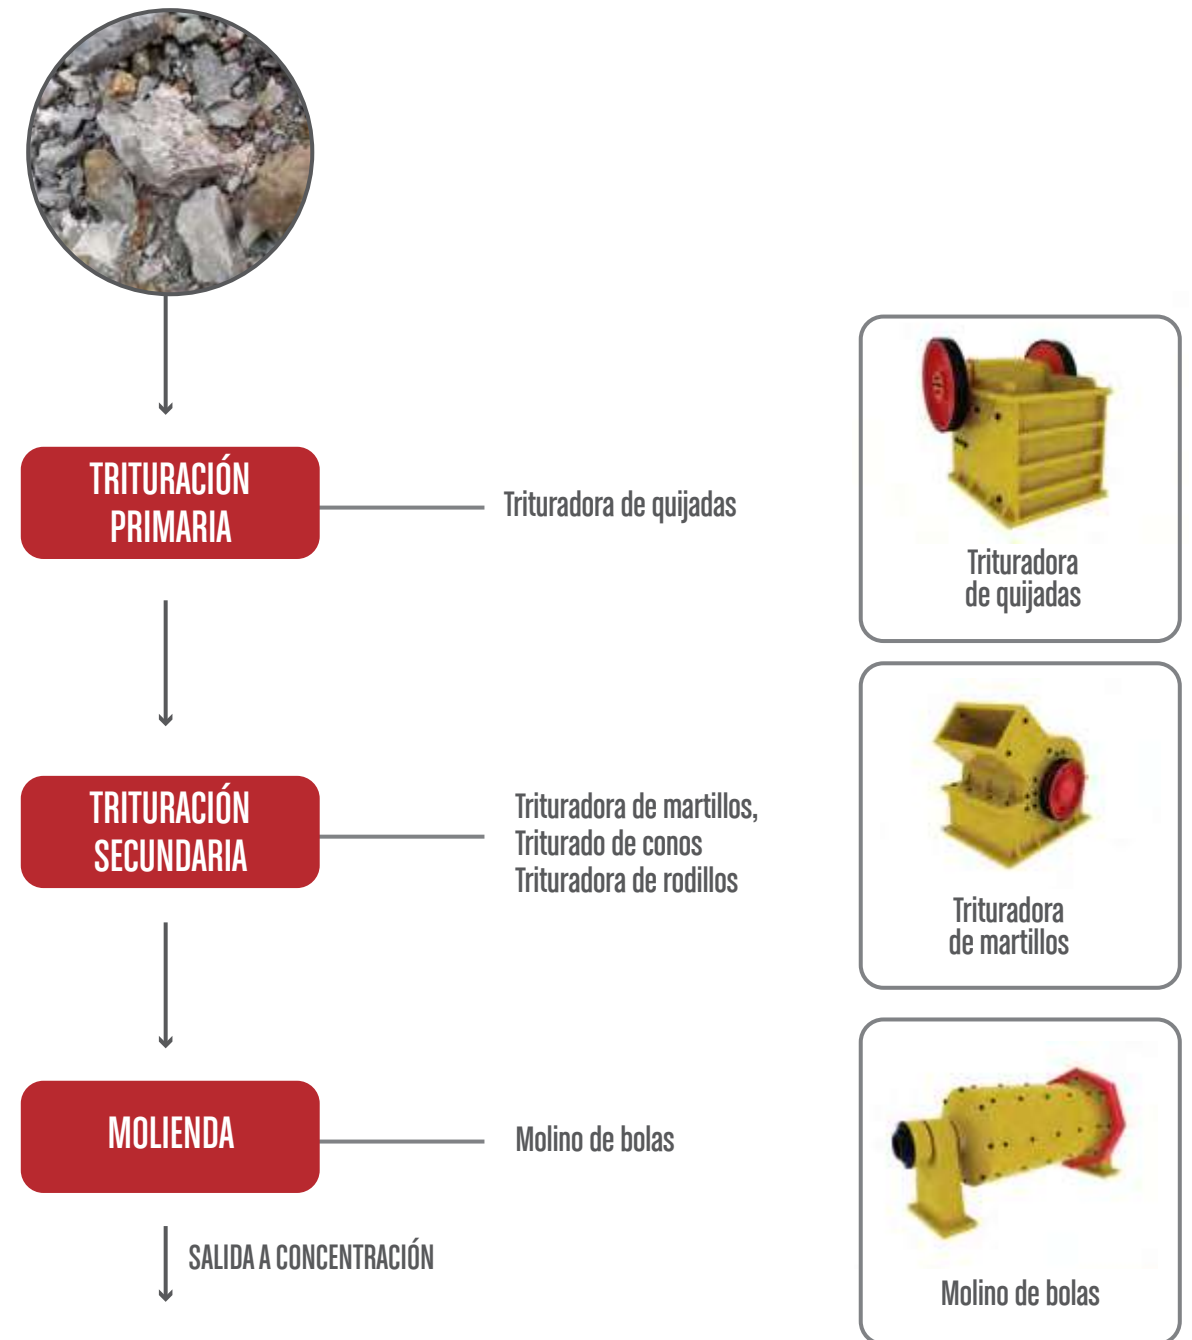 TRITURACIÓN
PRIMARIA
Trituradora de quijadas
Trituradora
de quijadas
TRITURACIÓN
SECUNDARIA
Trituradora de martillos,
Triturado de conos
Trituradora de rodillos
Trituradora
de martillos
MOLIENDA
Molino de bolas
SALIDA A CONCENTRACIÓN
Molino de bolas